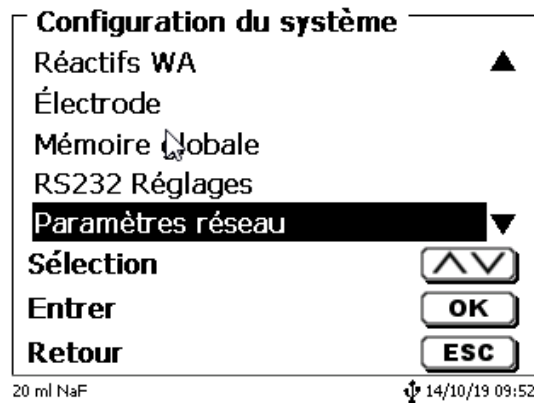 Configuration du système
Réactifs WA
Électrode
Mémoire Globale
RS232 Réglages
Paramètres réseau
Sélection
Entrer OK
Retour ESC
20 ml NaF 14/10/19 09:52